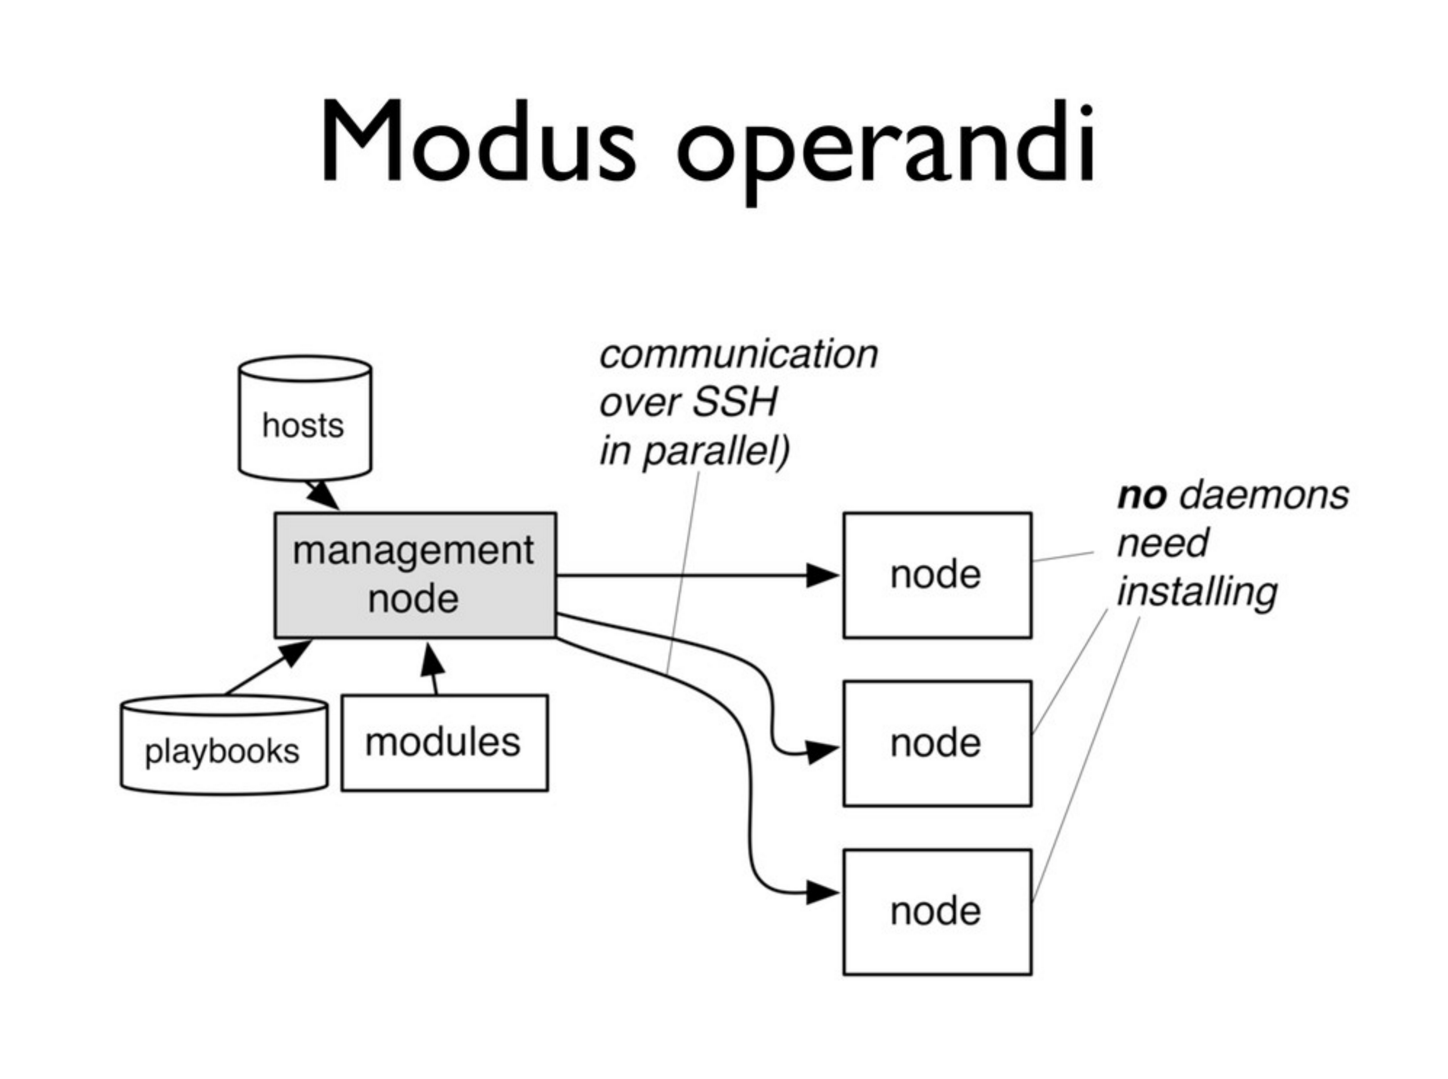 Modus operandi
communication
over SSH
in parallel)
hosts
no daemons
need
installing
management
node
node
playbooks
modules
node
node